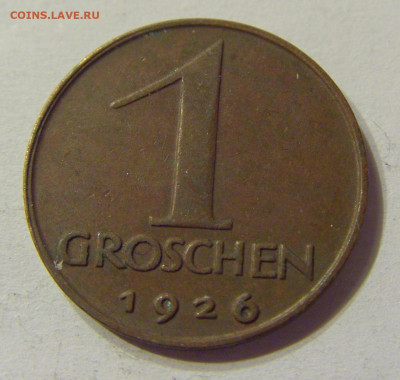 COINS.LAVE.RU
1
GROSCHEN
1926